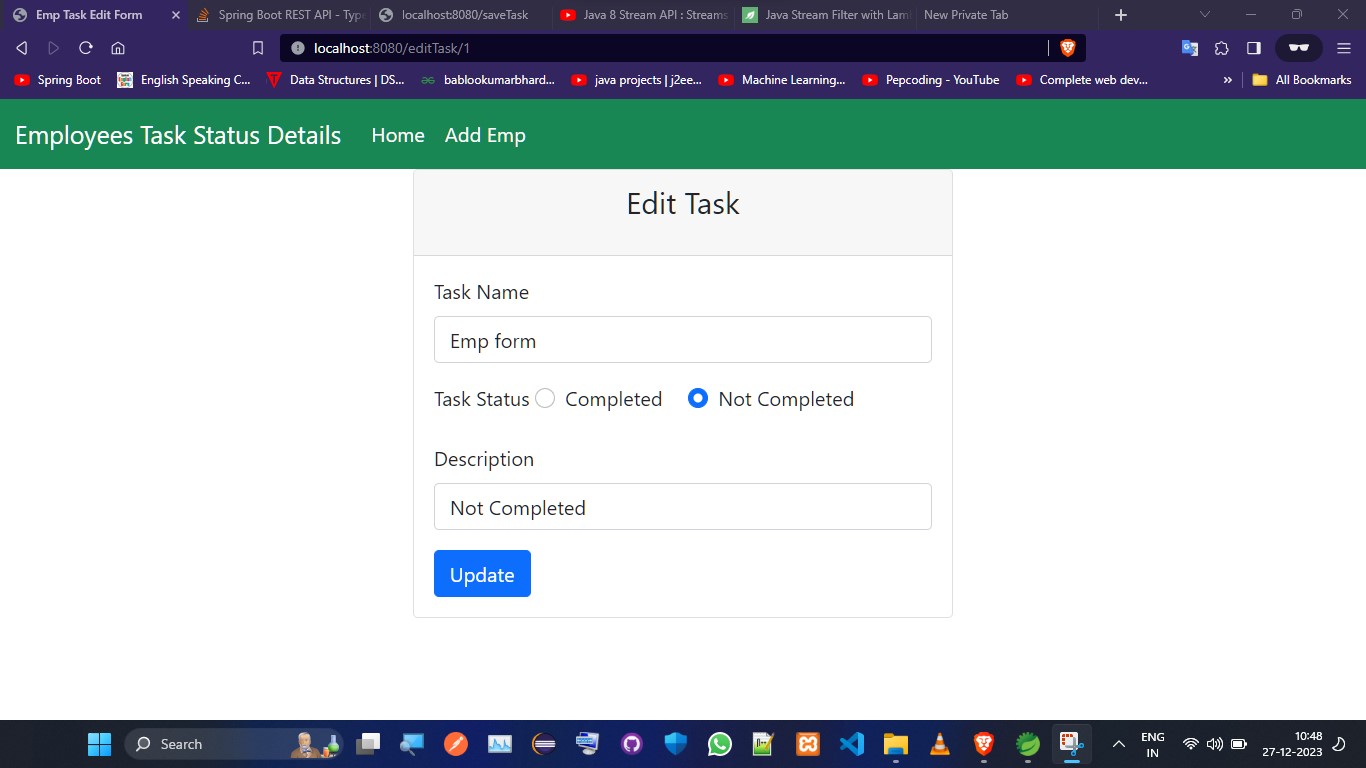 Emp Task Edit Form
Spring Boot REST API - Type
localhost:8080/saveTask
Java 8 Stream API : Streams
Java Stream Filter with Lam
New Private Tab
localhost:8080/editTask/1
Spring Boot
English Speaking C...
Data Structures | DS...
bablookumarbhard...
java projects | j2ee...
Machine Learning...
Pepcoding - YouTube
Complete web dev...
» All Bookmarks
Employees Task Status Details
Home
Add Emp
Edit Task
Task Name
Emp form
Task Status Completed Not Completed
Description
Not Completed
Update
Search
ENG
IN
10:48
27-12-2023